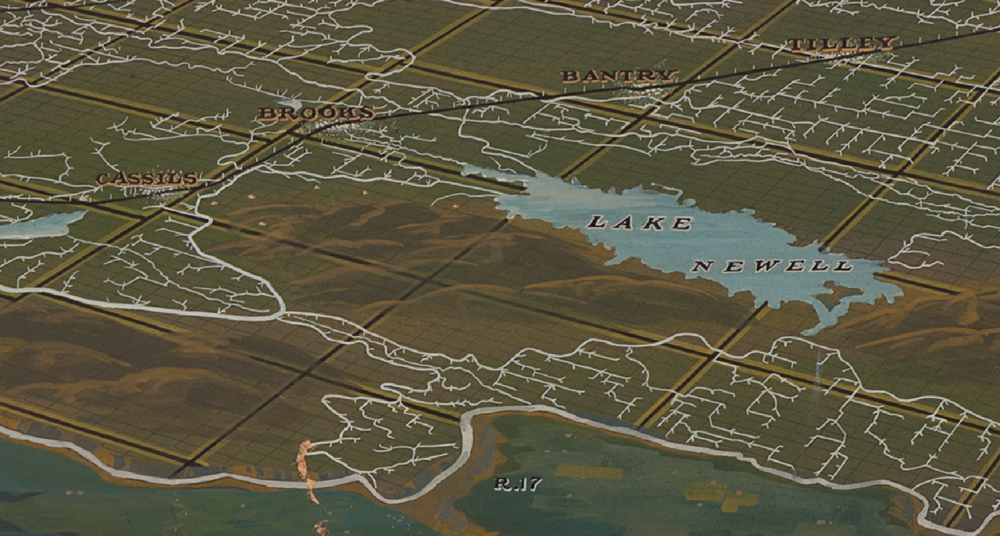 TILLEY
BANTRY
BROOKS
CASSILS
LAKE
NEWELL
R.17